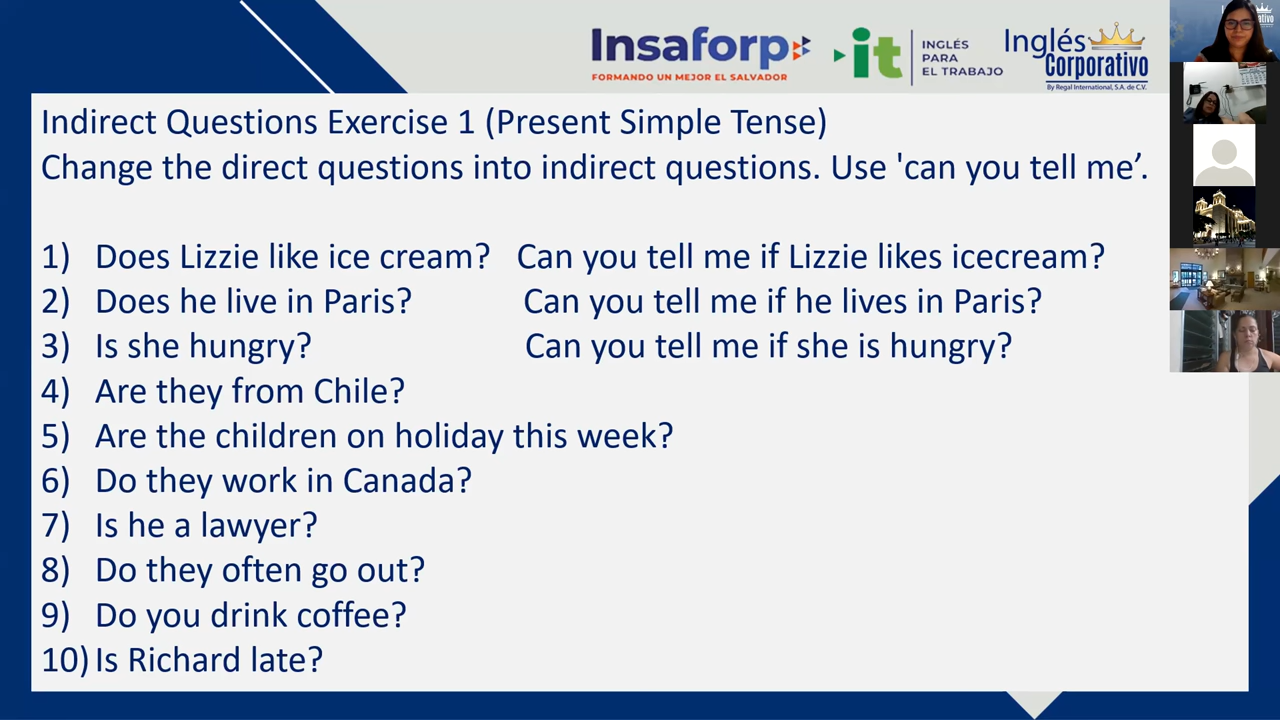 Insaforp
FORMANDO UN MEJOR EL SALVADOR
it
INGLÉS
PARA
EL TRABAJO
Inglés
Corporativo
By Regal International, S.A. de C.V.
Indirect Questions Exercise 1 (Present Simple Tense)
Change the direct questions into indirect questions. Use 'can you tell me’.
1) Does Lizzie like ice cream? Can you tell me if Lizzie likes icecream?
2) Does he live in Paris? Can you tell me if he lives in Paris?
3) Is she hungry? Can you tell me if she is hungry?
4) Are they from Chile?
5) Are the children on holiday this week?
6) Do they work in Canada?
7) Is he a lawyer?
8) Do they often go out?
9) Do you drink coffee?
10) Is Richard late?